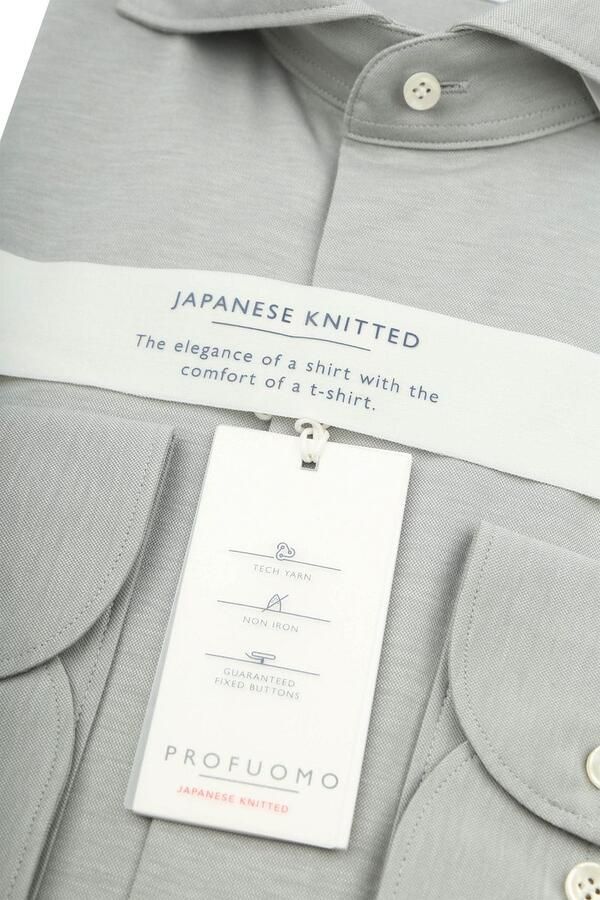 JAPANESE KNITTED
The elegance of a shirt with the
comfort of a t-shirt.
TECH YARN
NON IRON
GUARANTEED
FIXED BUTTONS
PROFUOMO
JAPANESE KNITTED